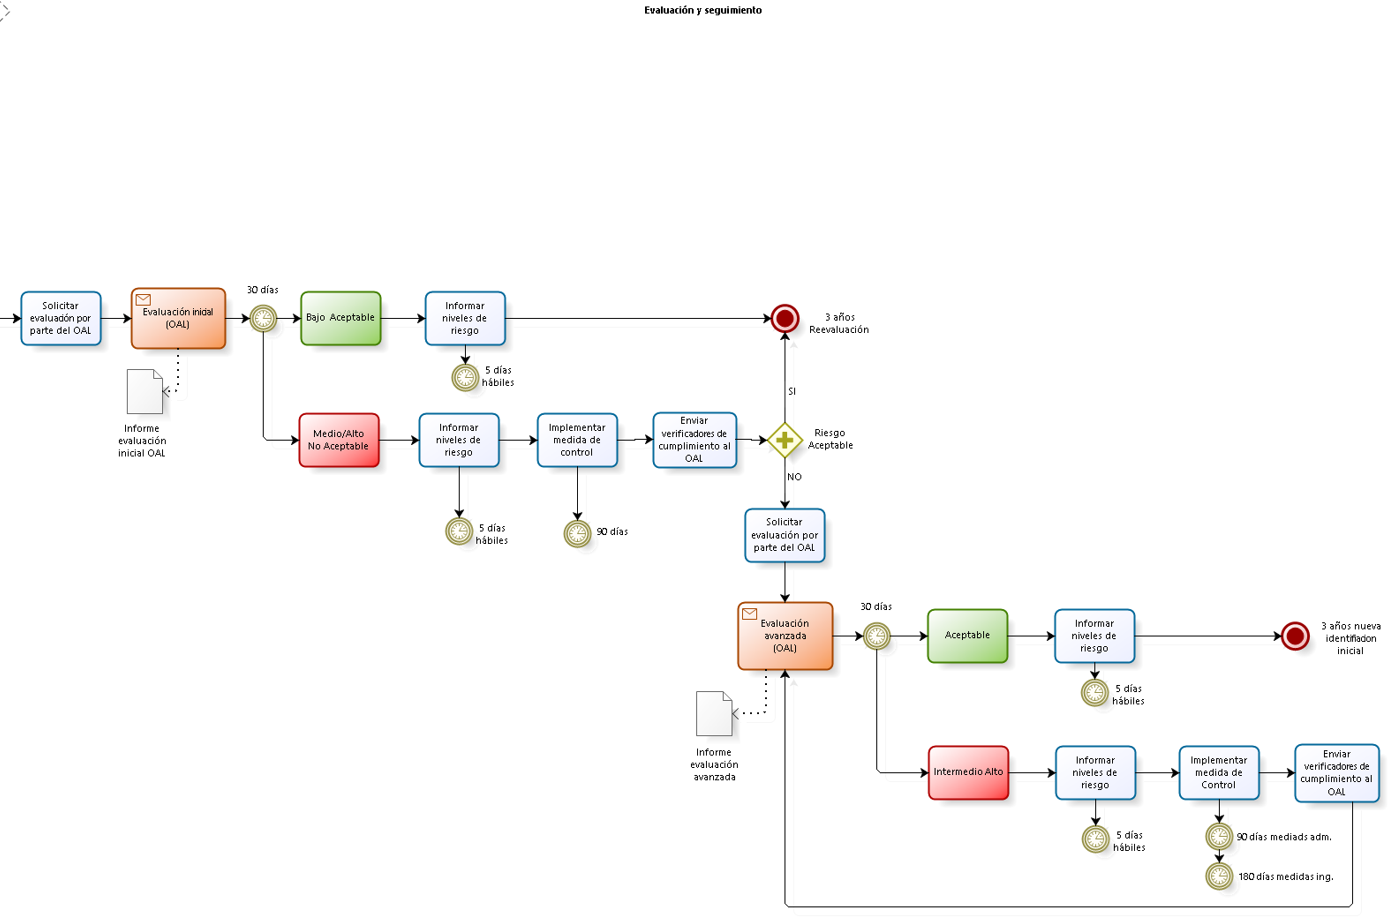 Evaluación y seguimiento
Solicitar
evaluadón por
parte del OAL
Evaluación inicial
(OAL)
30 días
Bajo Aceptable
Informar
niveles de
riesgo
3 años
Reevaluación
5 días
hábiles
Informe
evaluación
inicial OAL
SI
Medio/Alto
No Aceptable
Informar
niveles de
riesgo
Implementar
medida de
control
Enviar
verificadores de
cumplimiento al
OAL
Riesgo
Aceptable
NO
5 días
hábiles
90 días
Solicitar
evaluación por
parte del OAL
Evaluación
avanzada
(OAL)
30 días
Aceptable
Informar
niveles de
riesgo
3 años nueva
identifiadon
inicial
5 días
hábiles
Informe
evaluación
avanzada
Intermedio Alto
Informar
niveles de
riesgo
Implementar
medida de
Control
Enviar
verificadores de
cumplimiento al
OAL
5 días
hábiles
90 días mediads adm.
180 días medidas ing.